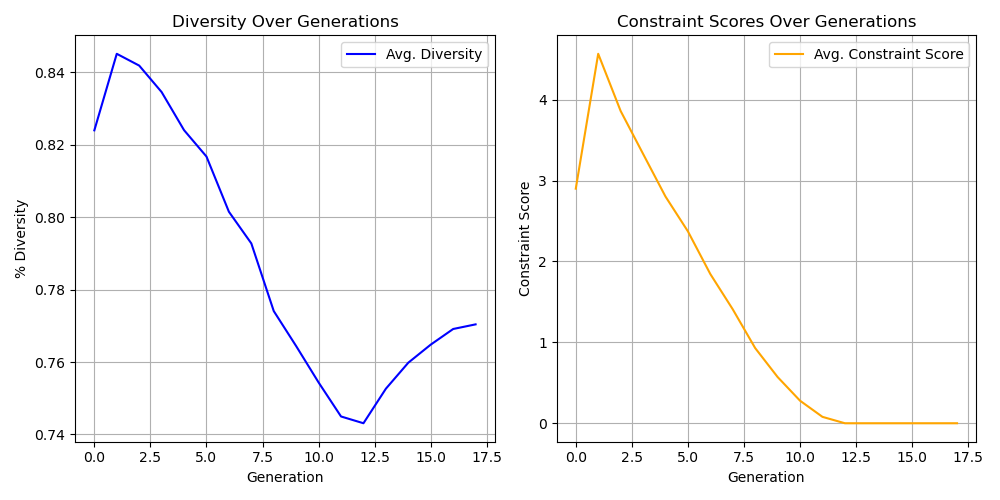 Diversity Over Generations
Avg. Diversity
% Diversity
0.84
0.82
0.80
0.78
0.76
0.74
0.0 2.5 5.0 7.5 10.0 12.5 15.0 17.5
Generation
Constraint Scores Over Generations
Avg. Constraint Score
Constraint Score
4
3
2
1
0
0.0 2.5 5.0 7.5 10.0 12.5 15.0 17.5
Generation